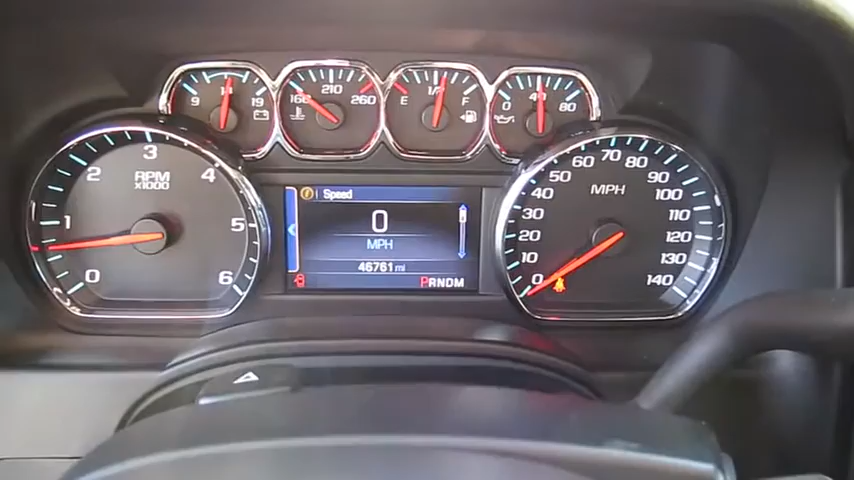 9 14 19
160 210 260
E 1/2 F
0 40 80
0 1 2 3 4 5 6
RPM
x1000
i Speed
0
MPH
46761 mi
PRNDM
0 10 20 30 40 50 60 70 80 90 100 110 120 130 140
MPH